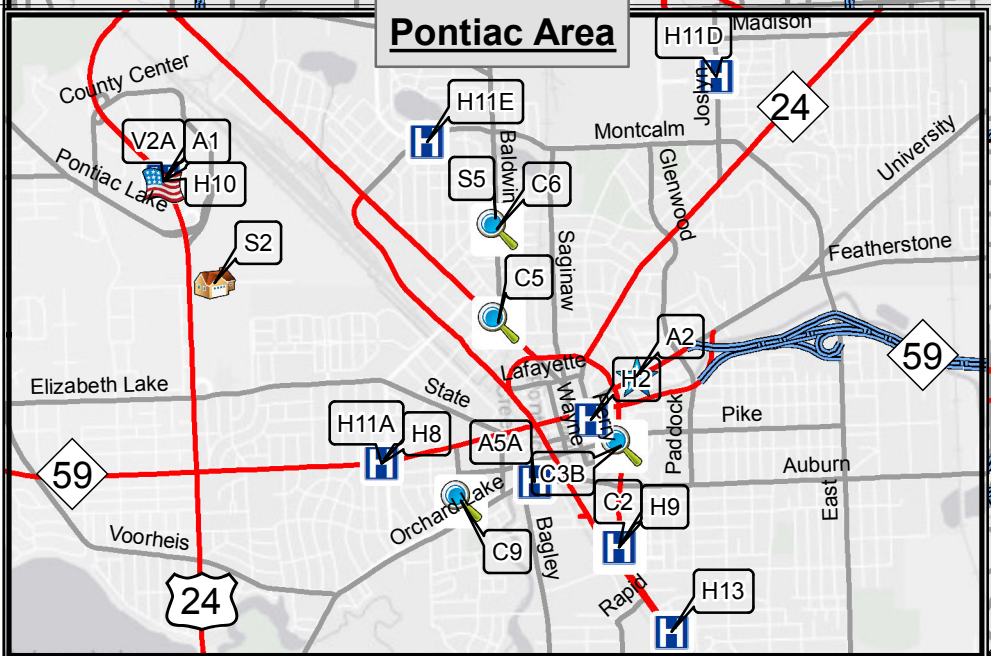 Pontiac Area
Madison
H11D
Joslyn
County Center
H11E
24
Montcalm
Baldwin
V2A
A1
University
Pontiac Lake
H10
S5
C6
Glenwood
S2
Saginaw
Featherstone
C5
A2
59
Lafayette
H2
Elizabeth Lake
State
Wayne
Perry
Paddock
Pike
H11A
H8
A5A
59
C3B
Auburn
East
Orchard Lake
C2
H9
Voorheis
C9
Bagley
24
Rapid
H13